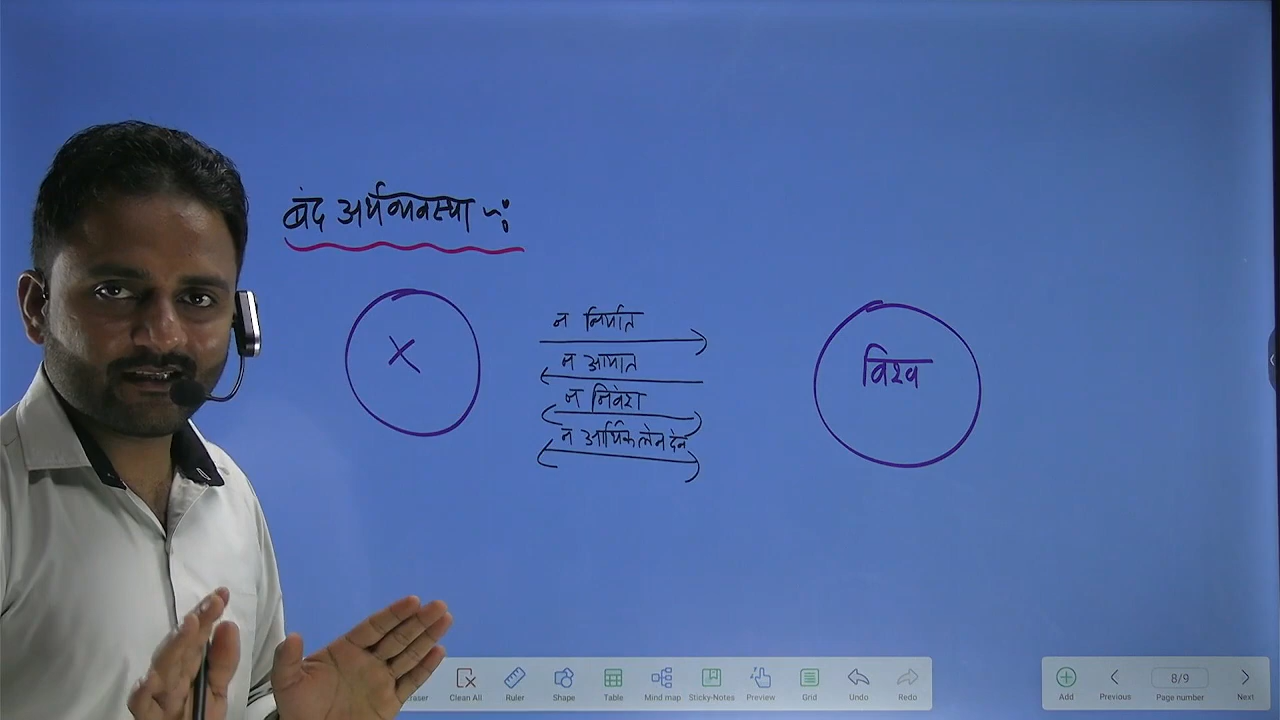 बंद अर्थव्यवस्था ~:
X
न निर्यात
न आयात
न निवेश
न आर्थिक लेन देन
विश्व
Clean All
Ruler
Shape
Table
Mind map
Sticky-Notes
Preview
Grid
Undo
Redo
Add
Previous
8/9
Page number
Next